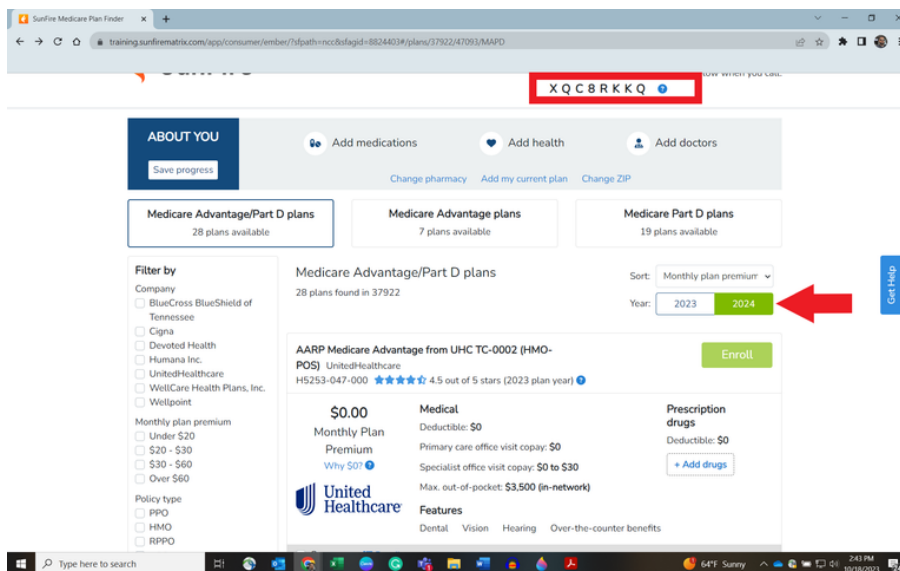 SunFire Medicare Plan Finder
training.sunfirematrix.com/app/consumer/ember/?sfpath=ncc&sfagid=8824403#/plans/37922/47093/MAPD
when you call.
XQC8RKKQ
ABOUT YOU
Save progress
Add medications
Add health
Add doctors
Change pharmacy Add my current plan Change ZIP
Medicare Advantage/Part D plans
28 plans available
Medicare Advantage plans
7 plans available
Medicare Part D plans
19 plans available
Filter by
Company
BlueCross BlueShield of
Tennessee
Cigna
Devoted Health
Humana Inc.
UnitedHealthcare
WellCare Health Plans, Inc.
Wellpoint
Monthly plan premium
Under $20
$20 - $30
$30 - $60
Over $60
Policy type
PPO
HMO
RPPO
Medicare Advantage/Part D plans
28 plans found in 37922
Sort: Monthly plan premium
Year: 2023 2024
Get Help
AARP Medicare Advantage from UHC TC-0002 (HMO-
POS) UnitedHealthcare
H5253-047-000 4.5 out of 5 stars (2023 plan year)
Enroll
$0.00
Monthly Plan
Premium
Why $0?
United
Healthcare
Medical
Deductible: $0
Primary care office visit copay: $0
Specialist office visit copay: $0 to $30
Max. out-of-pocket: $3,500 (in-network)
Features
Dental Vision Hearing Over-the-counter benefits
Prescription
drugs
Deductible: $0
+ Add drugs
Type here to search
64°F Sunny
2:43 PM
10/18/2023